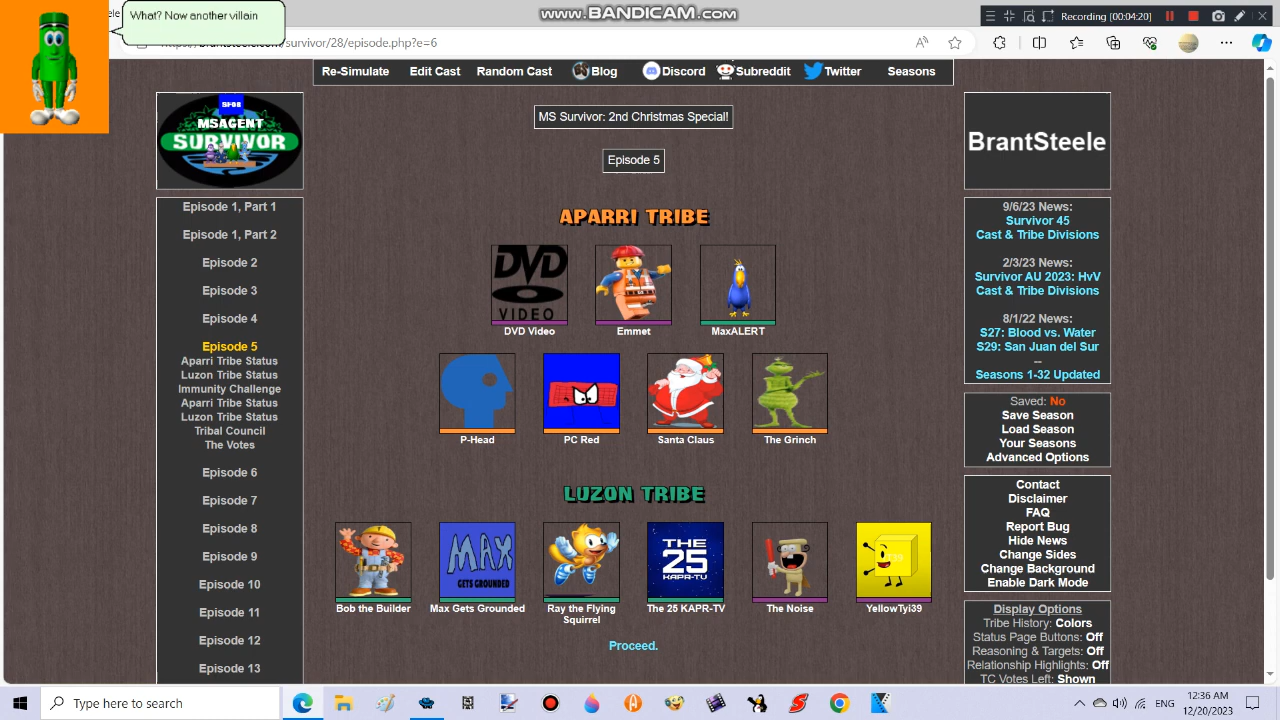 What? Now another villain
www.BANDICAM.com
Recording [00:04:20]
brantsteele.com/survivor/28/episode.php?e=6
Re-Simulate Edit Cast Random Cast Blog Discord Subreddit Twitter Seasons
SFGB
MSAGENT
SURVIVOR
MS Survivor: 2nd Christmas Special!
Episode 5
BrantSteele
Episode 1, Part 1
Episode 1, Part 2
Episode 2
Episode 3
Episode 4
Episode 5
Aparri Tribe Status
Luzon Tribe Status
Immunity Challenge
Aparri Tribe Status
Luzon Tribe Status
Tribal Council
The Votes
Episode 6
Episode 7
Episode 8
Episode 9
Episode 10
Episode 11
Episode 12
Episode 13
APARRI TRIBE
DVD
VIDEO
DVD Video Emmet MaxALERT
P-Head PC Red Santa Claus The Grinch
LUZON TRIBE
MAX
GETS GROUNDED
THE
25
KAPR-TV
T39
Bob the Builder Max Gets Grounded Ray the Flying Squirrel The 25 KAPR-TV The Noise YellowTyi39
Proceed.
9/6/23 News:
Survivor 45
Cast & Tribe Divisions
2/3/23 News:
Survivor AU 2023: HvV
Cast & Tribe Divisions
8/1/22 News:
S27: Blood vs. Water
S29: San Juan del Sur
--
Seasons 1-32 Updated
Saved: No
Save Season
Load Season
Your Seasons
Advanced Options
Contact
Disclaimer
FAQ
Report Bug
Hide News
Change Sides
Change Background
Enable Dark Mode
Display Options
Tribe History: Colors
Status Page Buttons: Off
Reasoning & Targets: Off
Relationship Highlights: Off
TC Votes Left: Shown
Type here to search
ENG
12:36 AM
12/20/2023